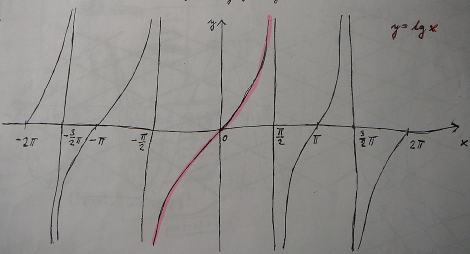 y
y = tg x
-2π -3/2π -π -π/2 0 π/2 π 3/2π 2π x